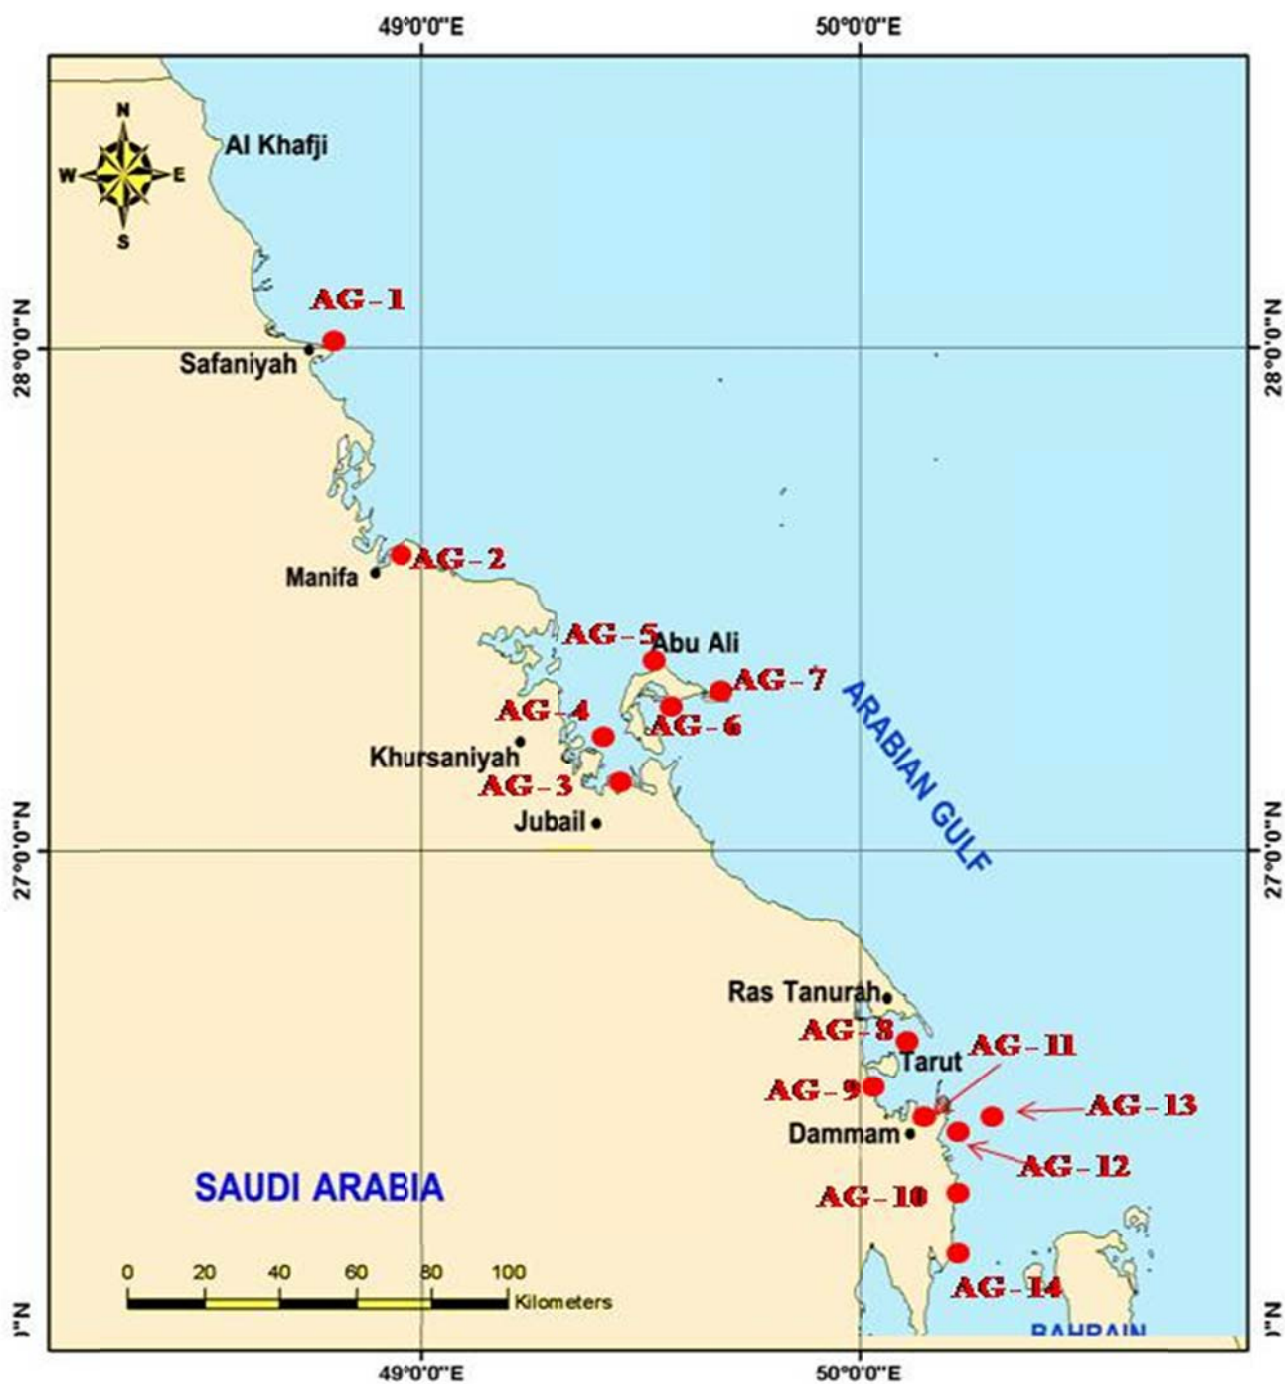 49°0'0"E 50°0'0"E
N
W E
S
Al Khafji
AG-1
28°0'0"N 28°0'0"N
Safaniyah
AG-2
Manifa
AG-5
Abu Ali
AG-7
AG-4
AG-6
Khursaniyah
AG-3
Jubail
ARABIAN GULF
27°0'0"N 27°0'0"N
Ras Tanurah
AG-8
AG-11
Tarut
AG-9
AG-13
Dammam
AG-12
SAUDI ARABIA
AG-10
0 20 40 60 80 100
Kilometers
AG-14
BAHRAIN
)"N )"N
49°0'0"E 50°0'0"E